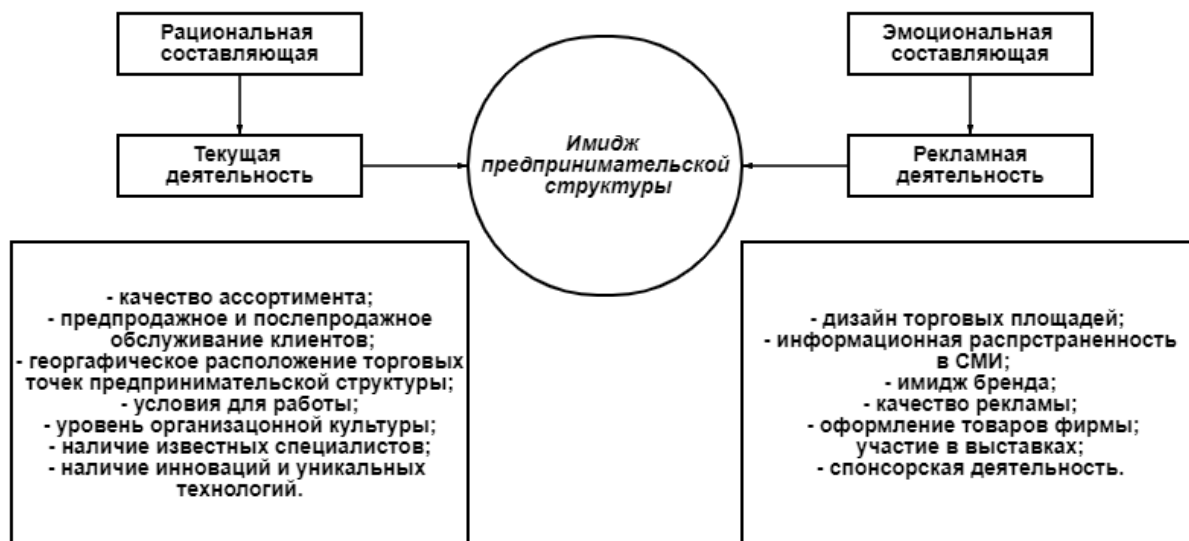 Рациональная
составляющая
Эмоциональная
составляющая
Имидж
предпринимательской
структуры
Текущая
деятельность
Рекламная
деятельность
- качество ассортимента;
- предпродажное и послепродажное
обслуживание клиентов;
- георгафическое расположение торговых
точек предпринимательской структуры;
- условия для работы;
- уровень организацонной культуры;
- наличие известных специалистов;
- наличие инноваций и уникальных
технологий.
- дизайн торговых площадей;
- информационная распрстраненность
в СМИ;
- имидж бренда;
- качество рекламы;
- оформление товаров фирмы;
участие в выставках;
- спонсорская деятельность.